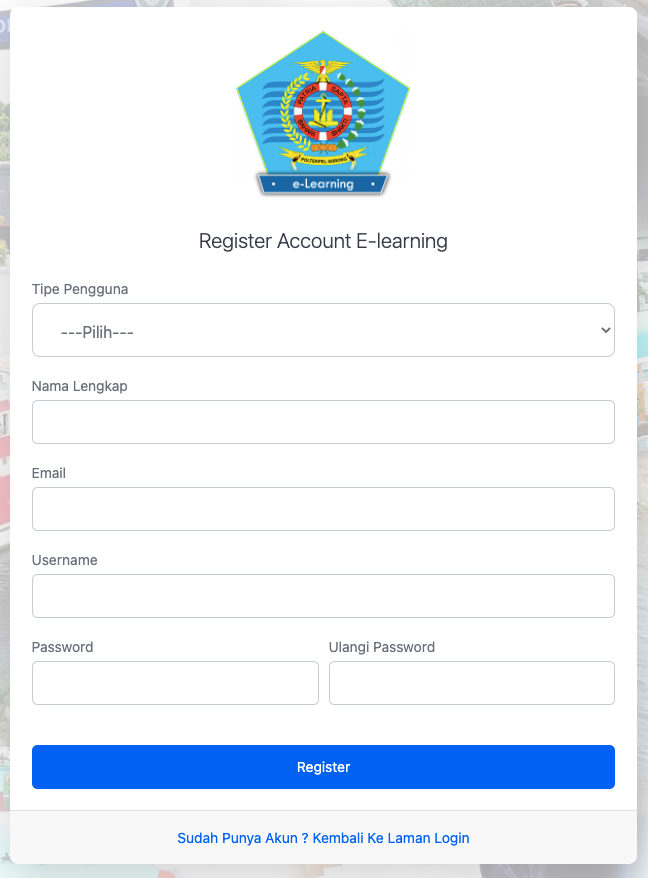 PATRIA SAPTA
BAHARI BHAKTI
POLTEKPEL SORONG
e-Learning
Register Account E-learning
Tipe Pengguna
---Pilih---
Nama Lengkap
Email
Username
Password Ulangi Password
Register
Sudah Punya Akun ? Kembali Ke Laman Login